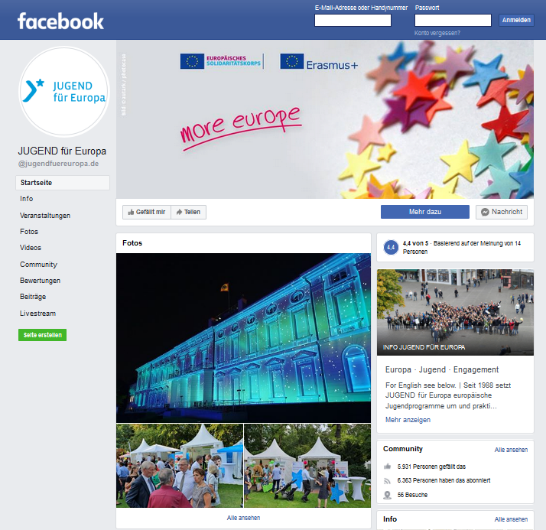 facebook
E-Mail-Adresse oder Handynummer
Passwort
Anmelden
Konto vergessen?
JUGEND
für Europa
JUGEND für Europa
@jugendfuereuropa.de
Startseite
Info
Veranstaltungen
Fotos
Videos
Community
Bewertungen
Beiträge
Livestream
Seite erstellen
EUROPÄISCHES
SOLIDARITÄTSKORPS
Erasmus+
more europe
Gefällt mir
Teilen
Mehr dazu
Nachricht
Fotos
Alle ansehen
4,4
4,4 von 5 · Basierend auf der Meinung von 14
Personen
INFO JUGEND FÜR EUROPA
Europa · Jugend · Engagement
For English see below. | Seit 1988 setzt
JUGEND für Europa europäische
Jugendprogramme um und prakti...
Mehr anzeigen
Community
Alle ansehen
5.931 Personen gefällt das
6.363 Personen haben das abonniert
56 Besuche
Info
Alle ansehen